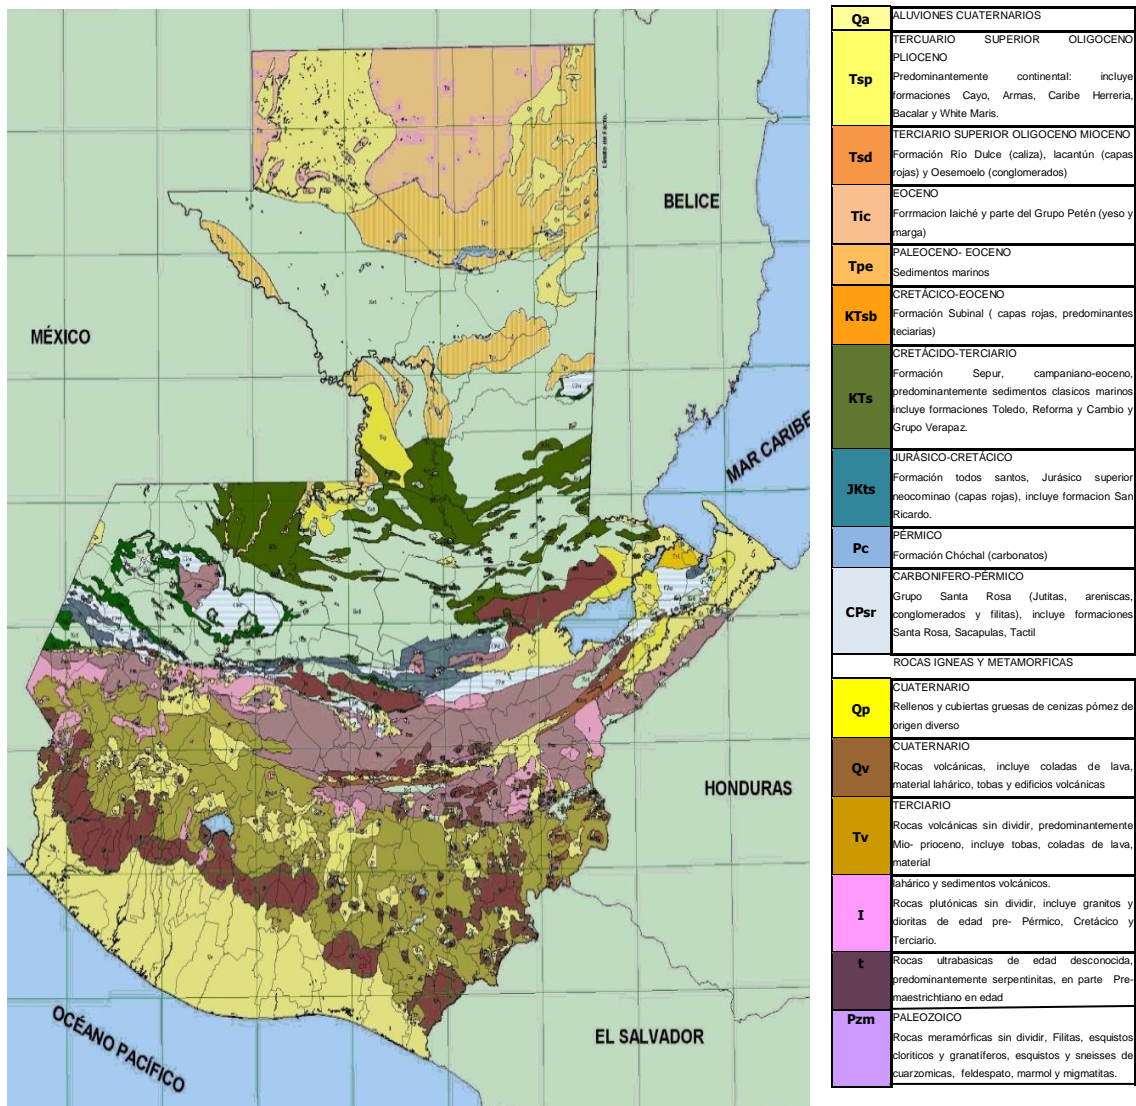 BELICE
MÉXICO
MAR CARIBE
HONDURAS
EL SALVADOR
OCÉANO PACÍFICO
Qa
ALUVIONES CUATERNARIOS
Tsp
TERCUARIO SUPERIOR OLIGOCENO
PLIOCENO
Predominantemente continental: incluye
formaciones Cayo, Armas, Caribe Herreria,
Bacalar y White Maris.
Tsd
TERCIARIO SUPERIOR OLIGOCENO MIOCENO
Formación Río Dulce (caliza), lacantún (capas
rojas) y Oesemoelo (conglomerados)
Tic
EOCENO
Forrmacion laiché y parte del Grupo Petén (yeso y
marga)
Tpe
PALEOCENO- EOCENO
Sedimentos marinos
KTsb
CRETÁCICO-EOCENO
Formación Subinal ( capas rojas, predominantes
teciarias)
KTs
CRETÁCIDO-TERCIARIO
Formación Sepur, campaniano-eoceno,
predominantemente sedimentos clasicos marinos
incluye formaciones Toledo, Reforma y Cambio y
Grupo Verapaz.
JKts
JURÁSICO-CRETÁCICO
Formación todos santos, Jurásico superior
neocominao (capas rojas), incluye formacion San
Ricardo.
Pc
PÉRMICO
Formación Chóchal (carbonatos)
CPsr
CARBONIFERO-PÉRMICO
Grupo Santa Rosa (Jutitas, areniscas,
conglomerados y filitas), incluye formaciones
Santa Rosa, Sacapulas, Tactil
ROCAS IGNEAS Y METAMORFICAS
Qp
CUATERNARIO
Rellenos y cubiertas gruesas de cenizas pómez de
origen diverso
Qv
CUATERNARIO
Rocas volcánicas, incluye coladas de lava,
material lahárico, tobas y edificios volcánicas
Tv
TERCIARIO
Rocas volcánicas sin dividir, predominantemente
Mio- prioceno, incluye tobas, coladas de lava,
material
I
lahárico y sedimentos volcánicos.
Rocas plutónicas sin dividir, incluye granitos y
dioritas de edad pre- Pérmico, Cretácico y
Terciario.
t
Rocas ultrabasicas de edad desconocida,
predominantemente serpentinitas, en parte Pre-
maestrichtiano en edad
Pzm
PALEOZOICO
Rocas meramórficas sin dividir, Filitas, esquistos
cloriticos y granatíferos, esquistos y sneisses de
cuarzomicas, feldespato, marmol y migmatitas.